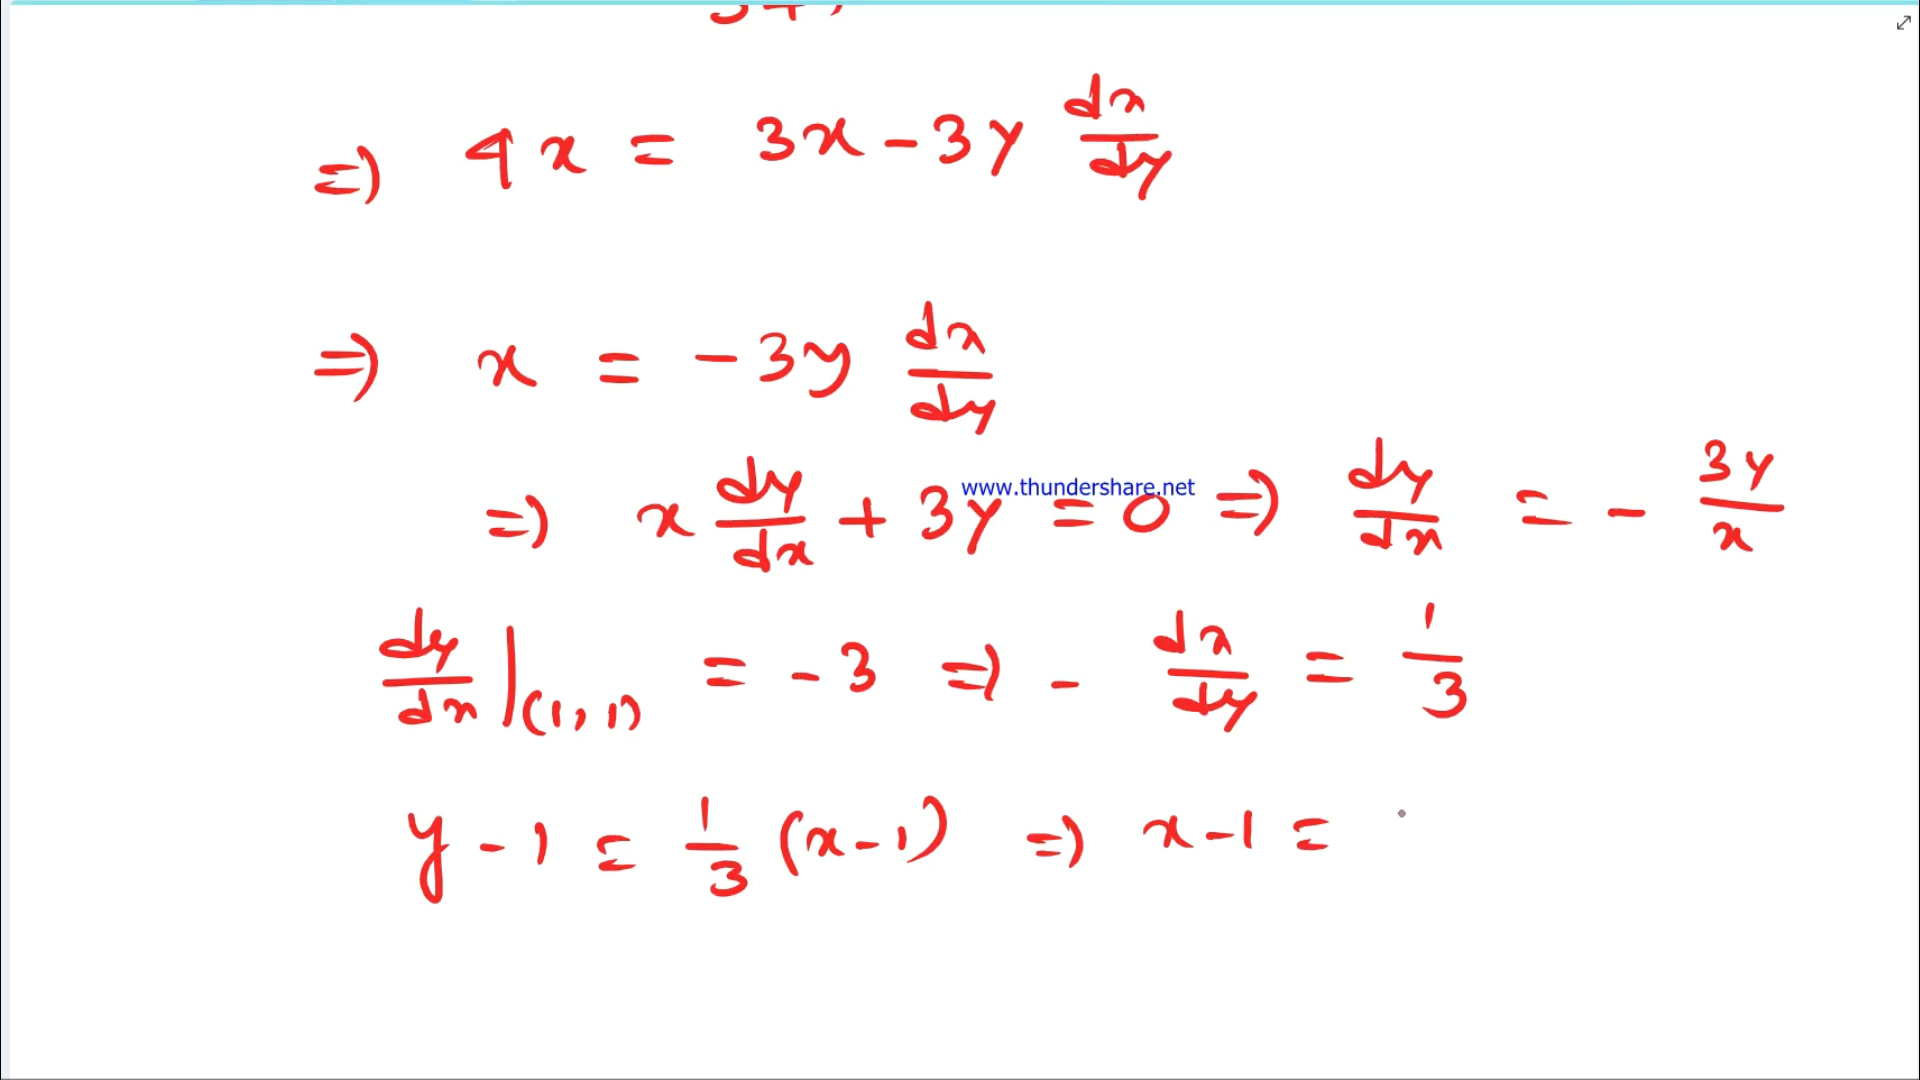 ⇒ 4x = 3x - 3y dx/dy
⇒ x = - 3y dx/dy
⇒ x dy/dx + 3y = 0 ⇒ dy/dx = - 3y/x
www.thundershare.net
dy/dx |(1, 1) = - 3 ⇒ - dx/dy = 1/3
y - 1 = 1/3 (x - 1) ⇒ x - 1 =